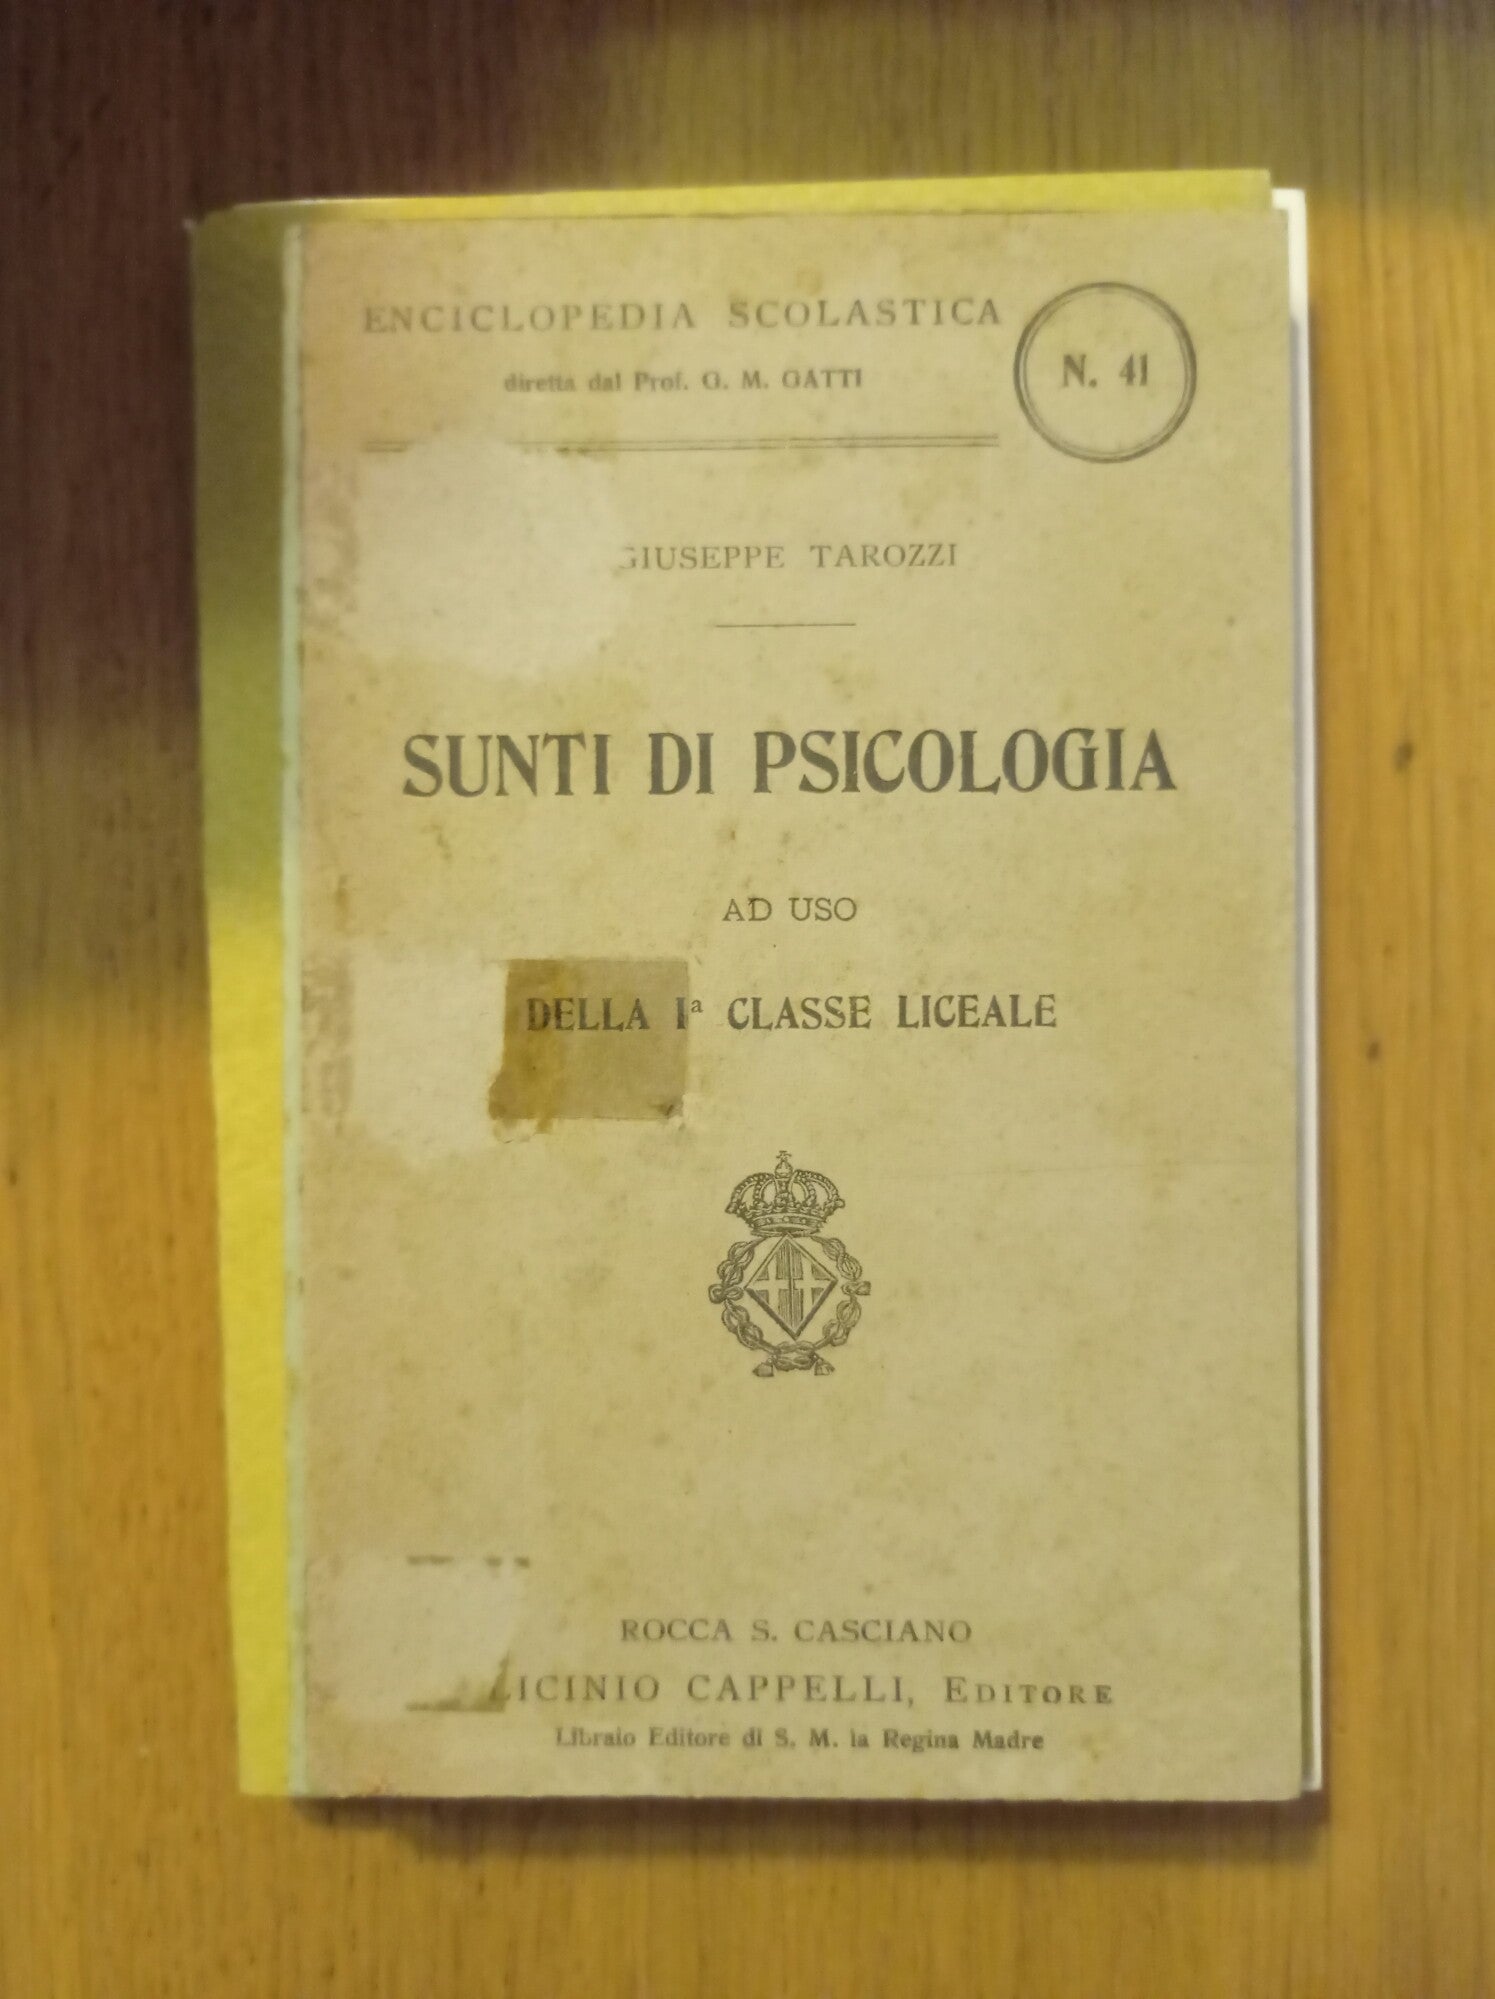 ENCICLOPEDIA SCOLASTICA
diretta dal Prof. G. M. GATTI
N. 41
GIUSEPPE TAROZZI
SUNTI DI PSICOLOGIA
AD USO
DELLA Iª CLASSE LICEALE
ROCCA S. CASCIANO
LICINIO CAPPELLI, EDITORE
Libraio Editore di S. M. la Regina Madre